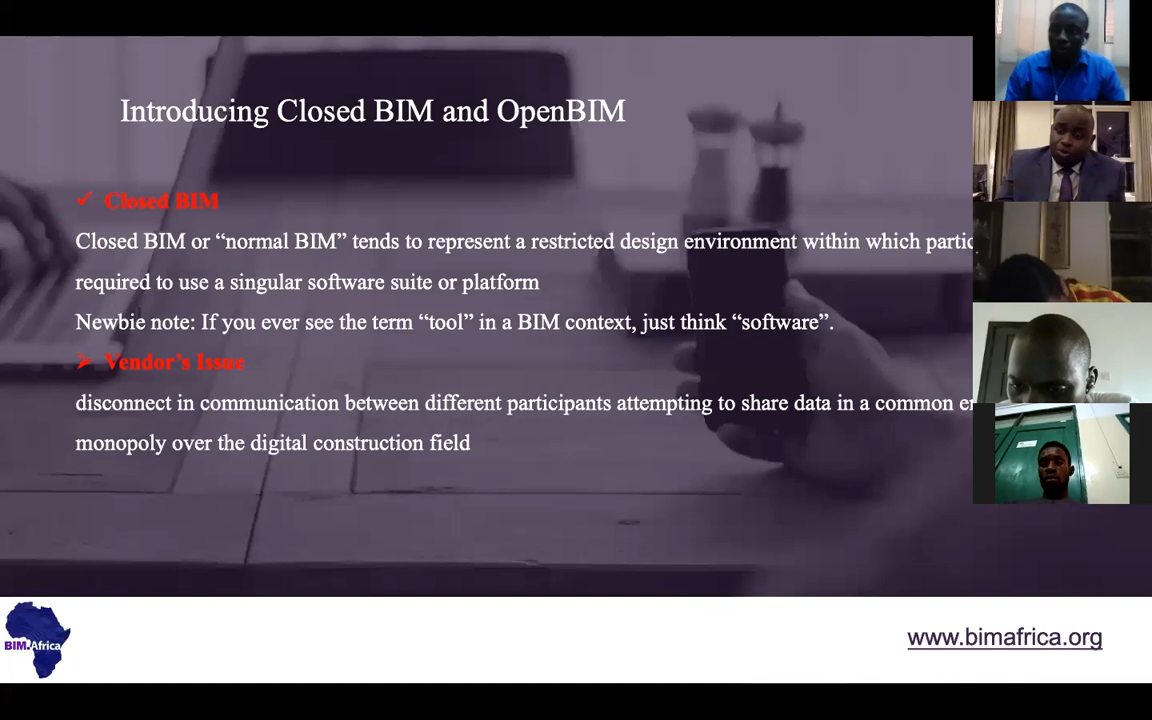 Introducing Closed BIM and OpenBIM
Closed BIM
Closed BIM or “normal BIM” tends to represent a restricted design environment within which
required to use a singular software suite or platform
Newbie note: If you ever see the term “tool” in a BIM context, just think “software”.
Vendor’s Issue
disconnect in communication between different participants attempting to share data in a common
monopoly over the digital construction field
BIM Africa
www.bimafrica.org